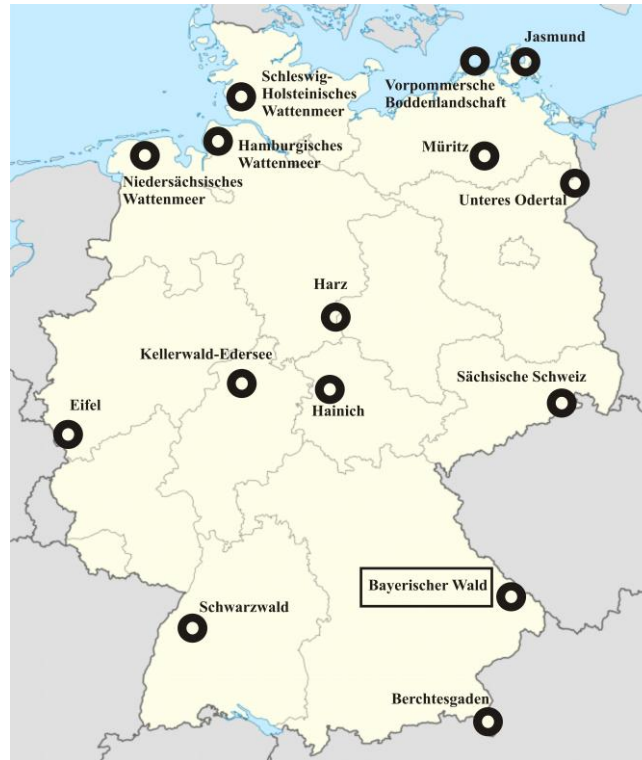 Jasmund
Schleswig-
Holsteinisches
Wattenmeer
Vorpommersche
Boddenlandschaft
Hamburgisches
Wattenmeer
Müritz
Niedersächsisches
Wattenmeer
Unteres Odertal
Harz
Kellerwald-Edersee
Sächsische Schweiz
Hainich
Eifel
Bayerischer Wald
Schwarzwald
Berchtesgaden